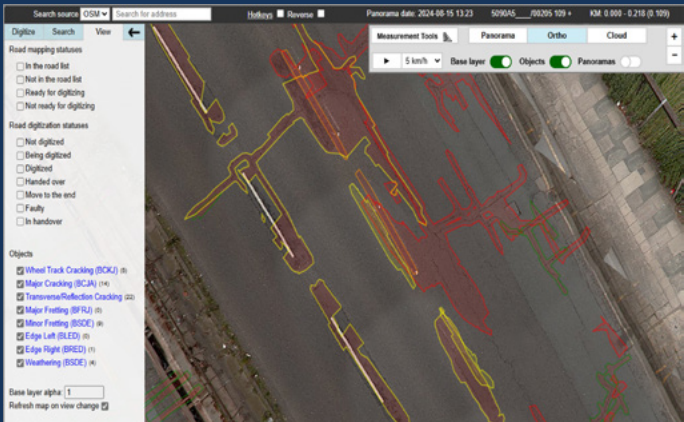 Search source OSM Search for address Hotkeys Reverse Panorama date: 2024-08-15 13:23 5090A5____/00205 109 + KM: 0.000 - 0.218 (0.109)
Digitize Search View
Measurement Tools Panorama Ortho Cloud +
5 km/h Base layer Objects Panoramas −
Road mapping statuses
In the road list
Not in the road list
Ready for digitizing
Not ready for digitizing
Road digitization statuses
Not digitized
Being digitized
Digitized
Handed over
Move to the end
Faulty
In handover
Objects
Wheel Track Cracking (BCKJ)
Major Cracking (BCJA) (14)
Transverse/Reflection Cracking (22)
Major Fretting (BFRJ)
Minor Fretting (BSDE)
Edge Left (BLED)
Edge Right (BRED) (1)
Weathering (BSDE) (4)
Base layer alpha: 1
Refresh map on view change